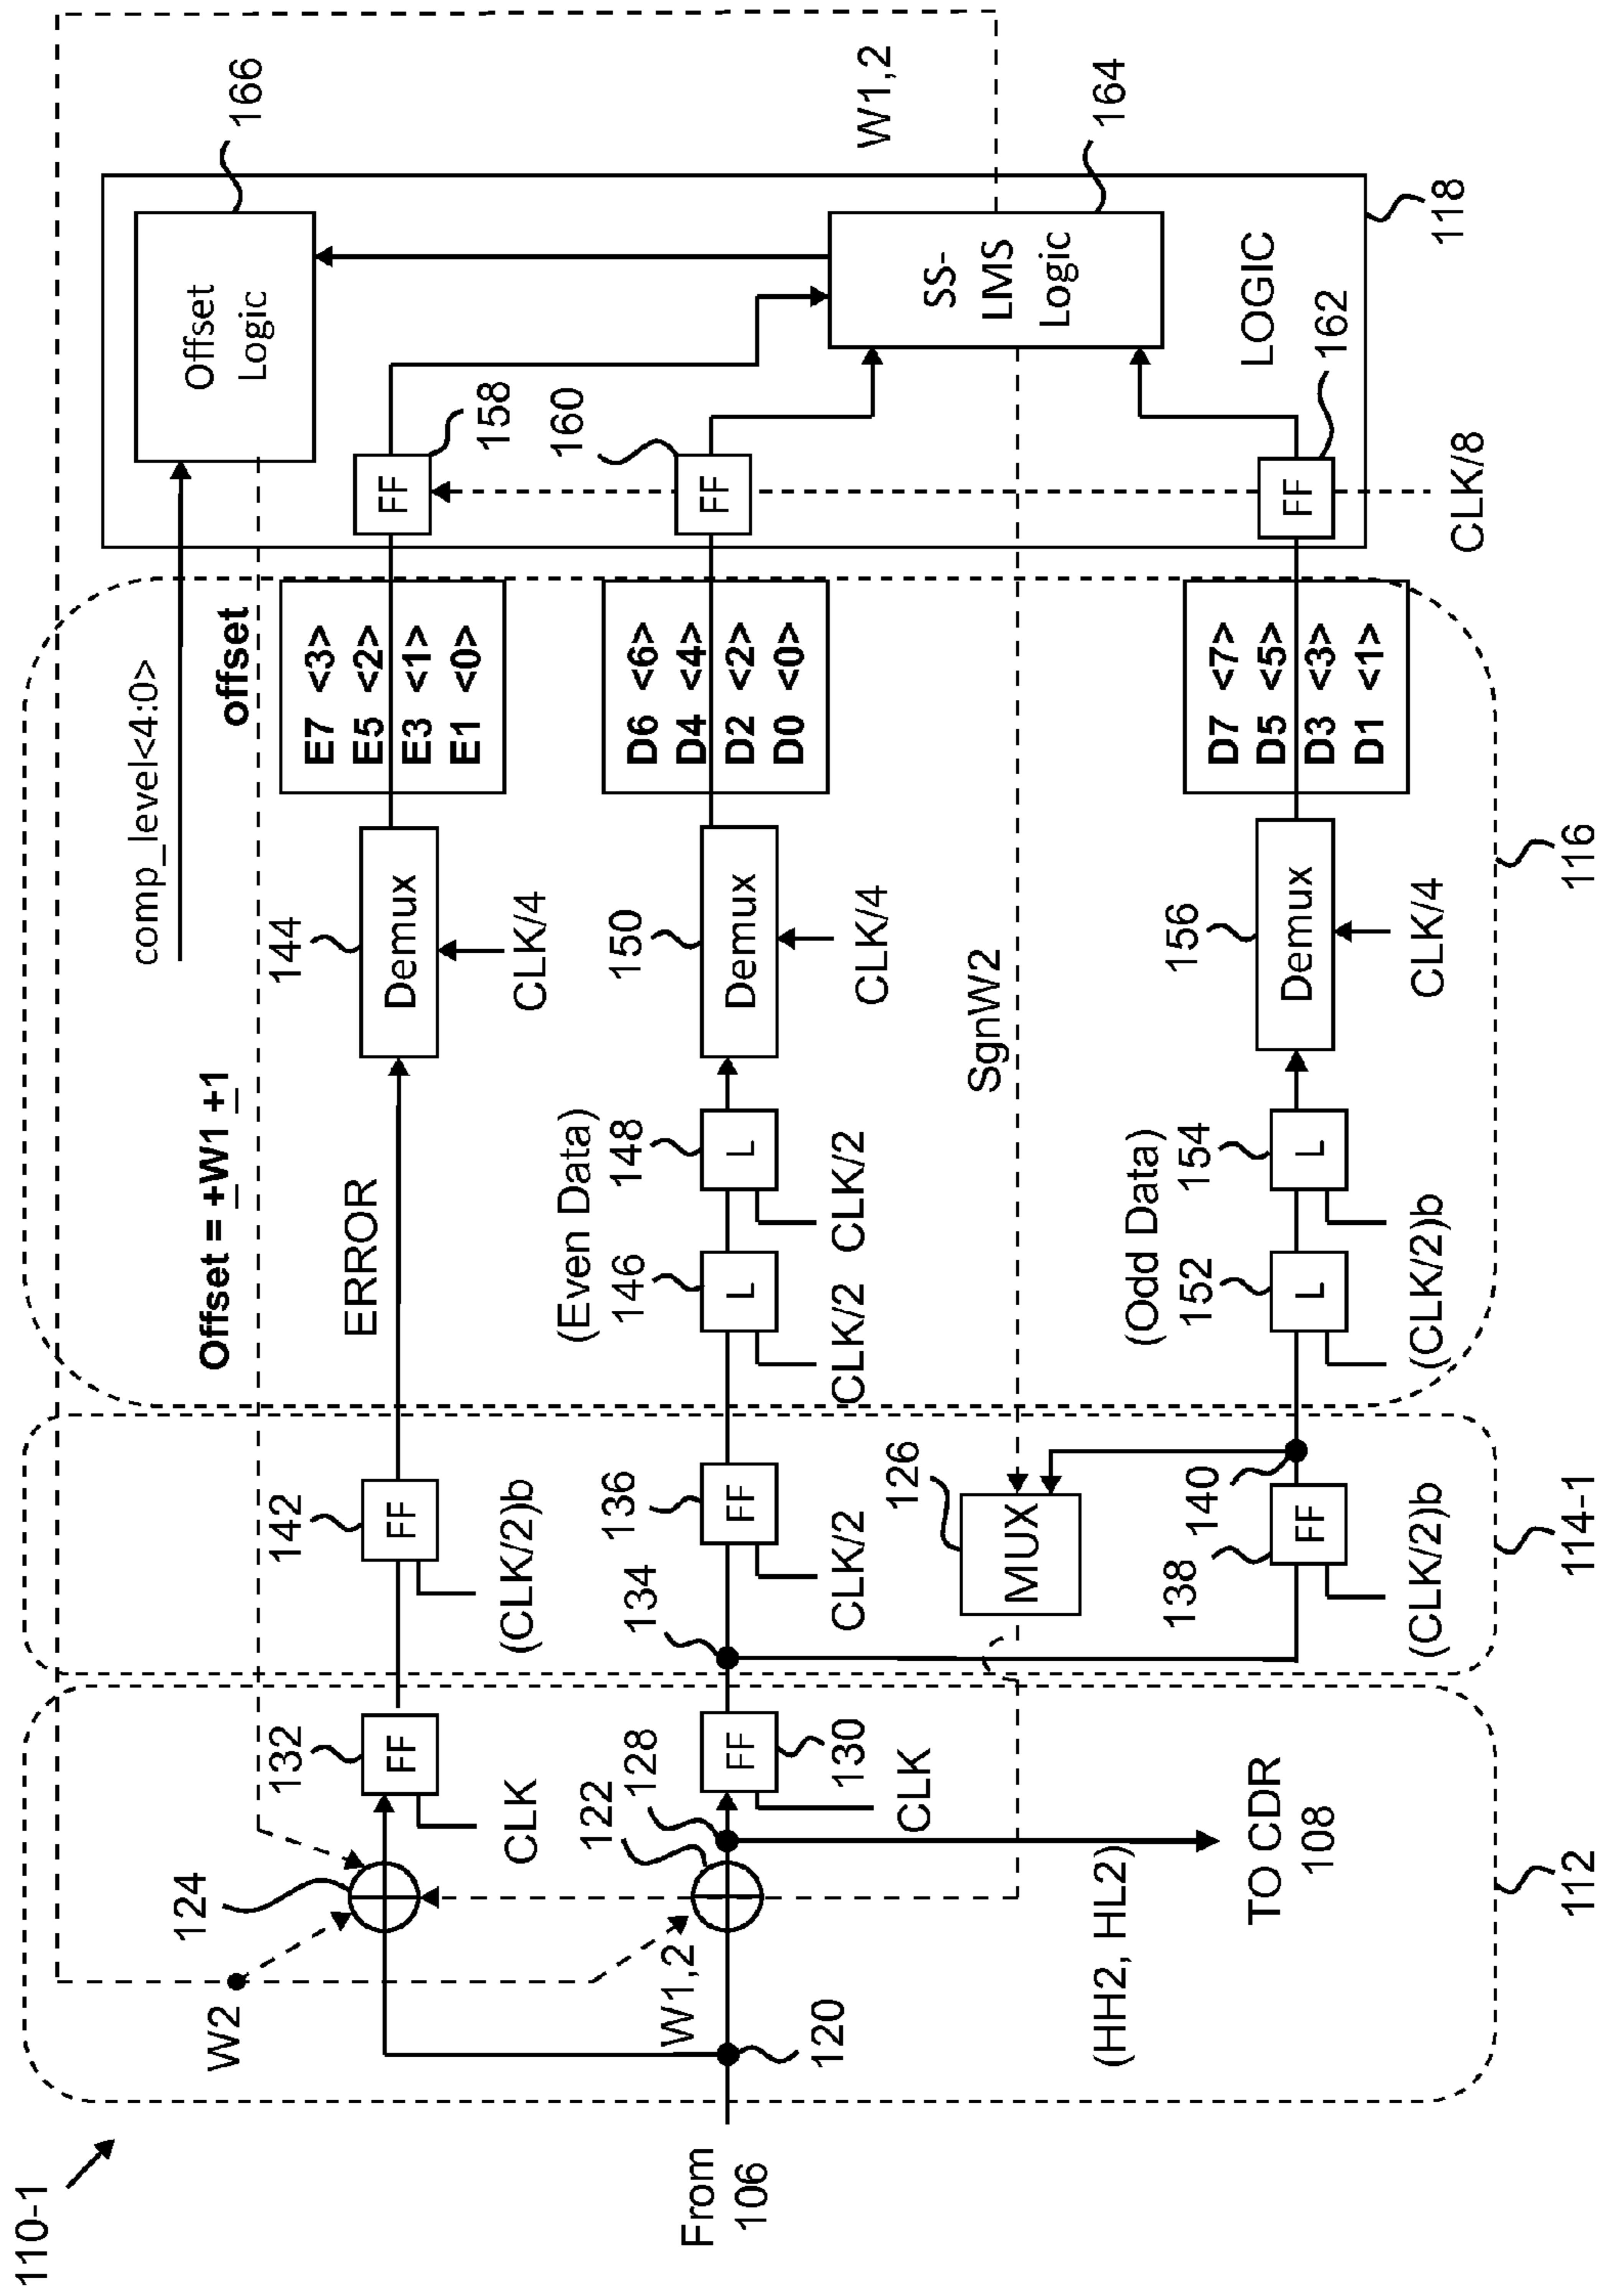 110-1
From
106
120
W2
W1,2
124
122
128
132
FF
CLK
FF
130
CLK
(HH2, HL2)
TO CDR
108
112
134
142
FF
(CLK/2)b
136
FF
CLK/2
126
MUX
140
138
FF
(CLK/2)b
114-1
Offset = +W1 +1
ERROR
(Even Data)
146
L
CLK/2
148
L
CLK/2
SgnW2
(Odd Data)
152
L
154
L
(CLK/2)b
comp_level<4:0>
144
Demux
CLK/4
150
Demux
CLK/4
156
Demux
CLK/4
116
offset
E7 <3>
E5 <2>
E3 <1>
E1 <0>
D6 <6>
D4 <4>
D2 <2>
D0 <0>
D7 <7>
D5 <5>
D3 <3>
D1 <1>
FF
158
FF
160
FF
162
CLK/8
Offset
Logic
166
SS-
LMS
Logic
164
W1,2
LOGIC
118